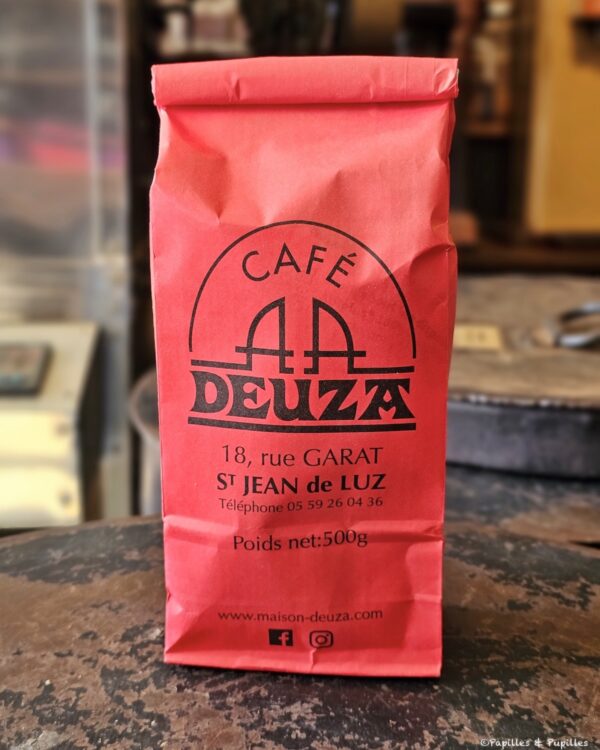 CAFÉ
AA
DEUZA
18, rue GARAT
Sᵀ JEAN de LUZ
Téléphone 05 59 26 04 36
Poids net:500g
www.maison-deuza.com
©Papilles & Pupilles